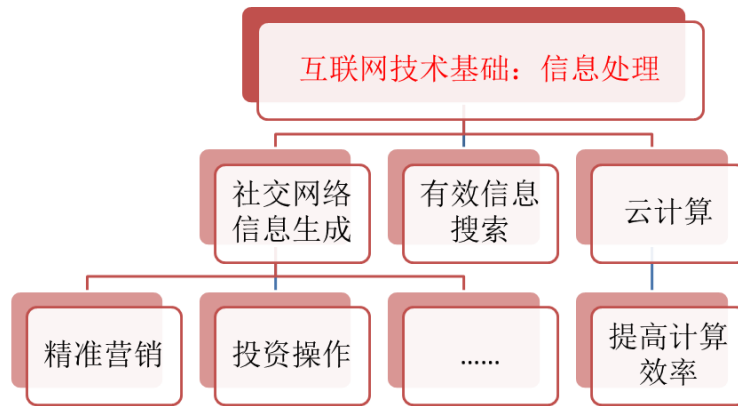 互联网技术基础：信息处理
社交网络
信息生成
有效信息
搜索
云计算
精准营销
投资操作
......
提高计算
效率